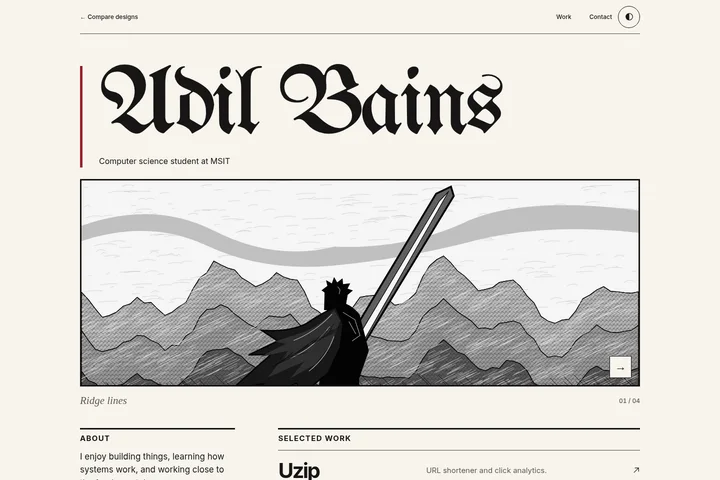 ← Compare designs
Work
Contact
Adil Bains
Computer science student at MSIT
→
Ridge lines
01 / 04
ABOUT
I enjoy building things, learning how
systems work, and working close to
SELECTED WORK
Uzip
URL shortener and click analytics.
↗